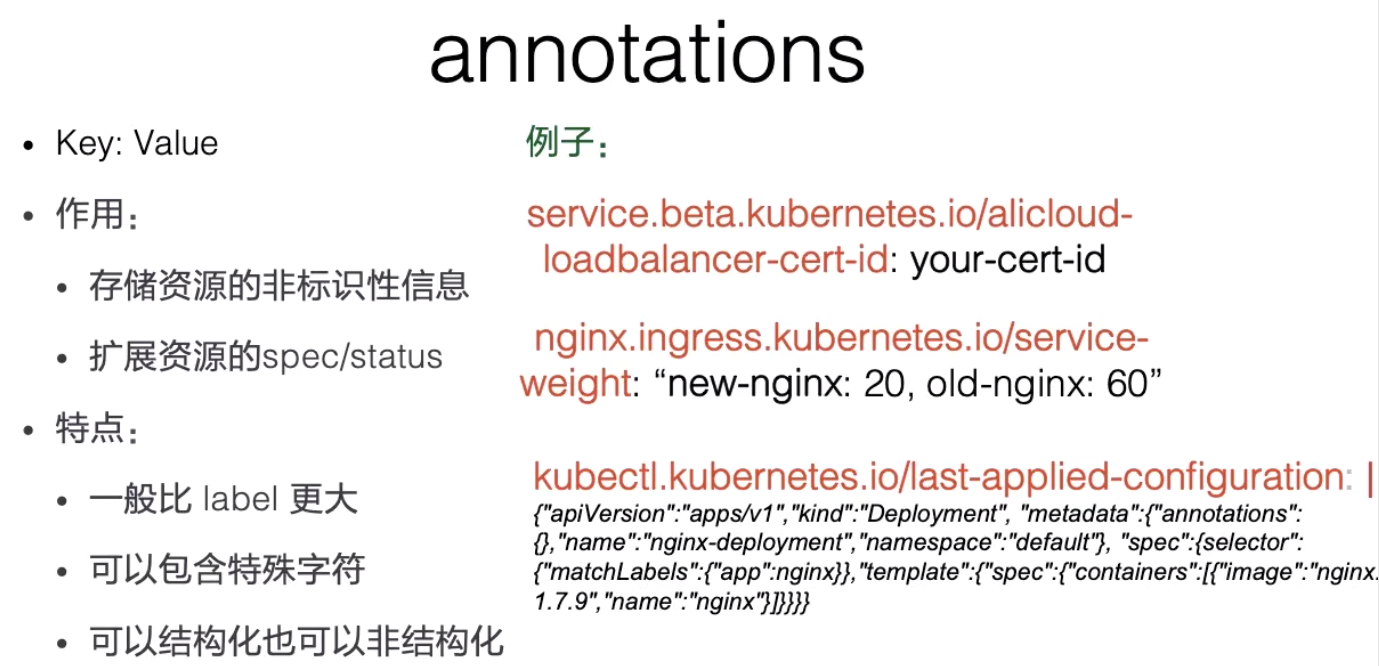 annotations
• Key: Value
• 作用：
• 存储资源的非标识性信息
• 扩展资源的spec/status
• 特点：
• 一般比 label 更大
• 可以包含特殊字符
• 可以结构化也可以非结构化
例子：
service.beta.kubernetes.io/alicloud-
loadbalancer-cert-id: your-cert-id
nginx.ingress.kubernetes.io/service-
weight: “new-nginx: 20, old-nginx: 60”
kubectl.kubernetes.io/last-applied-configuration: |
{"apiVersion":"apps/v1","kind":"Deployment", "metadata":{"annotations":
{},"name":"nginx-deployment","namespace":"default"}, "spec":{selector":
{"matchLabels":{"app":nginx}},"template":{"spec":{"containers":[{"image":"nginx:
1.7.9","name":"nginx"}]}}}}